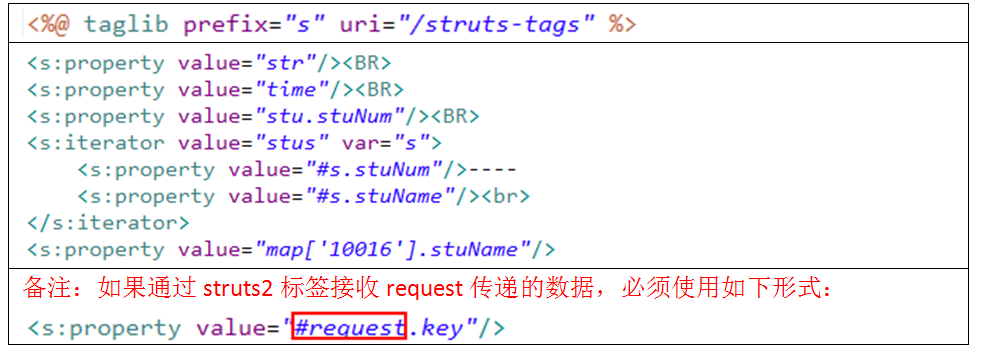 <%@ taglib prefix="s" uri="/struts-tags" %>
<s:property value="str"/><BR>
<s:property value="time"/><BR>
<s:property value="stu.stuNum"/><BR>
<s:iterator value="stus" var="s">
    <s:property value="#s.stuNum"/>----
    <s:property value="#s.stuName"/><br>
</s:iterator>
<s:property value="map['10016'].stuName"/>
备注：如果通过 struts2 标签接收 request 传递的数据，必须使用如下形式：
<s:property value="#request.key"/>